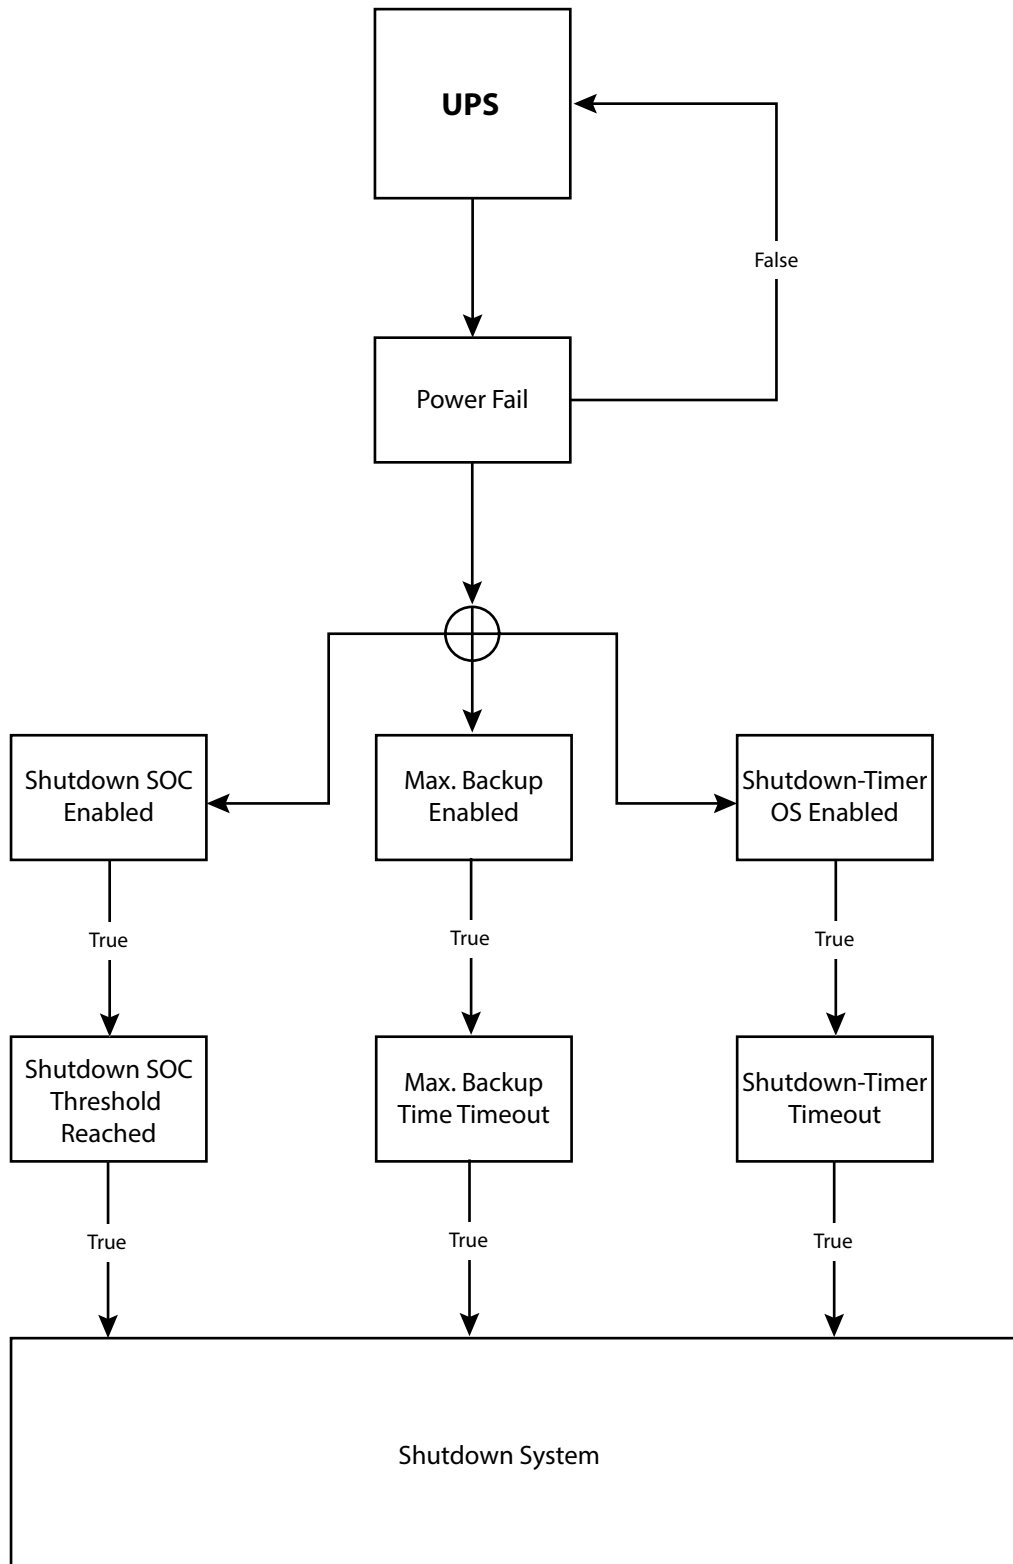 UPS
False
Power Fail
Shutdown SOC
Enabled
Max. Backup
Enabled
Shutdown-Timer
OS Enabled
True
True
True
Shutdown SOC
Threshold
Reached
Max. Backup
Time Timeout
Shutdown-Timer
Timeout
True
True
True
Shutdown System